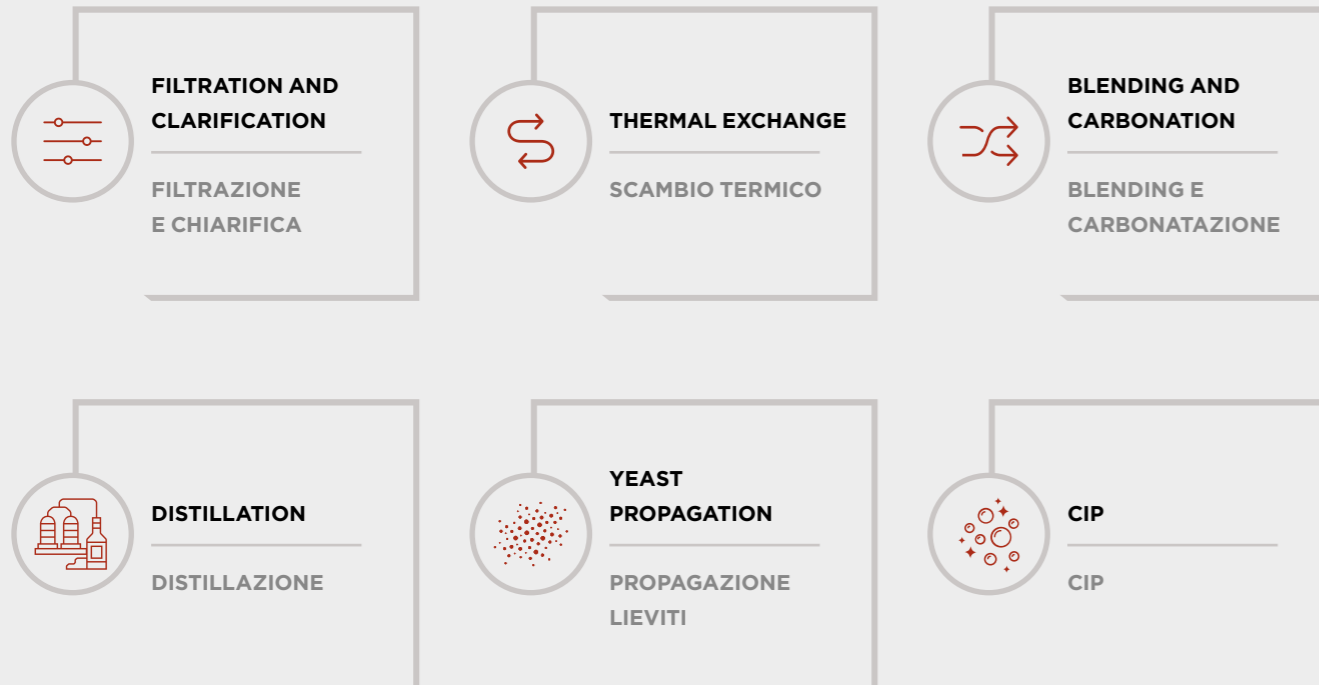 FILTRATION AND
CLARIFICATION
FILTRAZIONE
E CHIARIFICA
THERMAL EXCHANGE
SCAMBIO TERMICO
BLENDING AND
CARBONATION
BLENDING E
CARBONATAZIONE
DISTILLATION
DISTILLAZIONE
YEAST
PROPAGATION
PROPAGAZIONE
LIEVITI
CIP
CIP